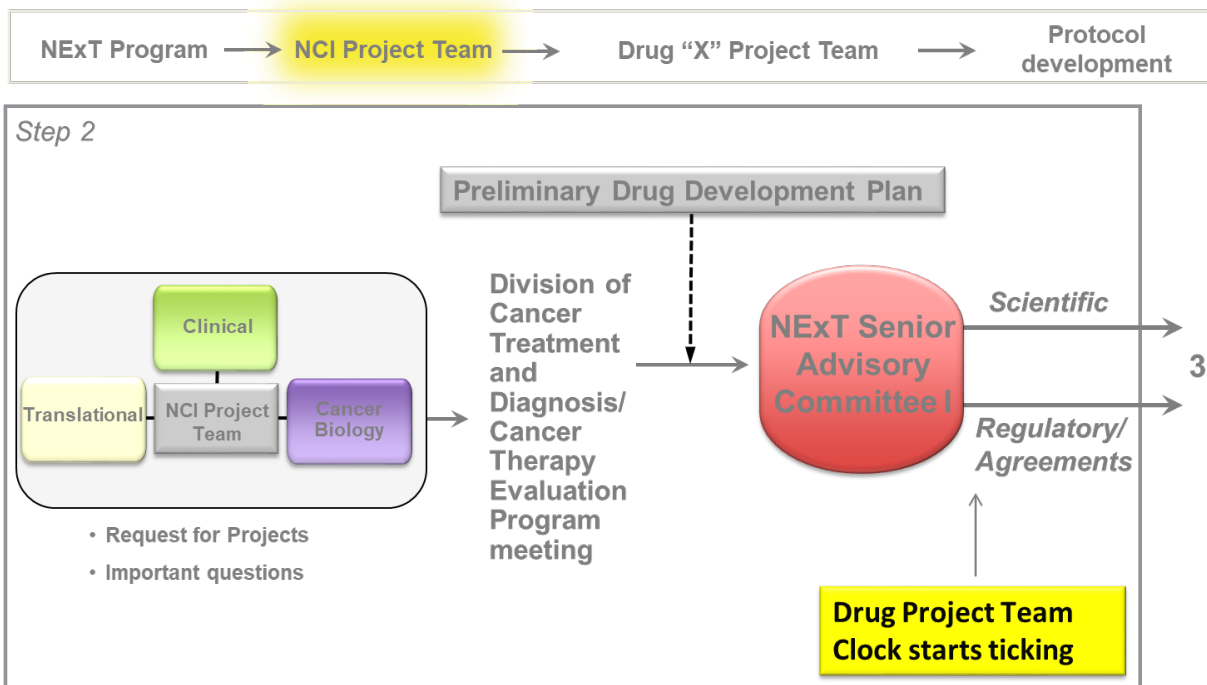 NExT Program
NCI Project Team
Drug “X” Project Team
Protocol
development
Step 2
Preliminary Drug Development Plan
Clinical
Translational
NCI Project
Team
Cancer
Biology
• Request for Projects
• Important questions
Division of
Cancer
Treatment
and
Diagnosis/
Cancer
Therapy
Evaluation
Program
meeting
NExT Senior
Advisory
Committee I
Scientific
3
Regulatory/
Agreements
Drug Project Team
Clock starts ticking